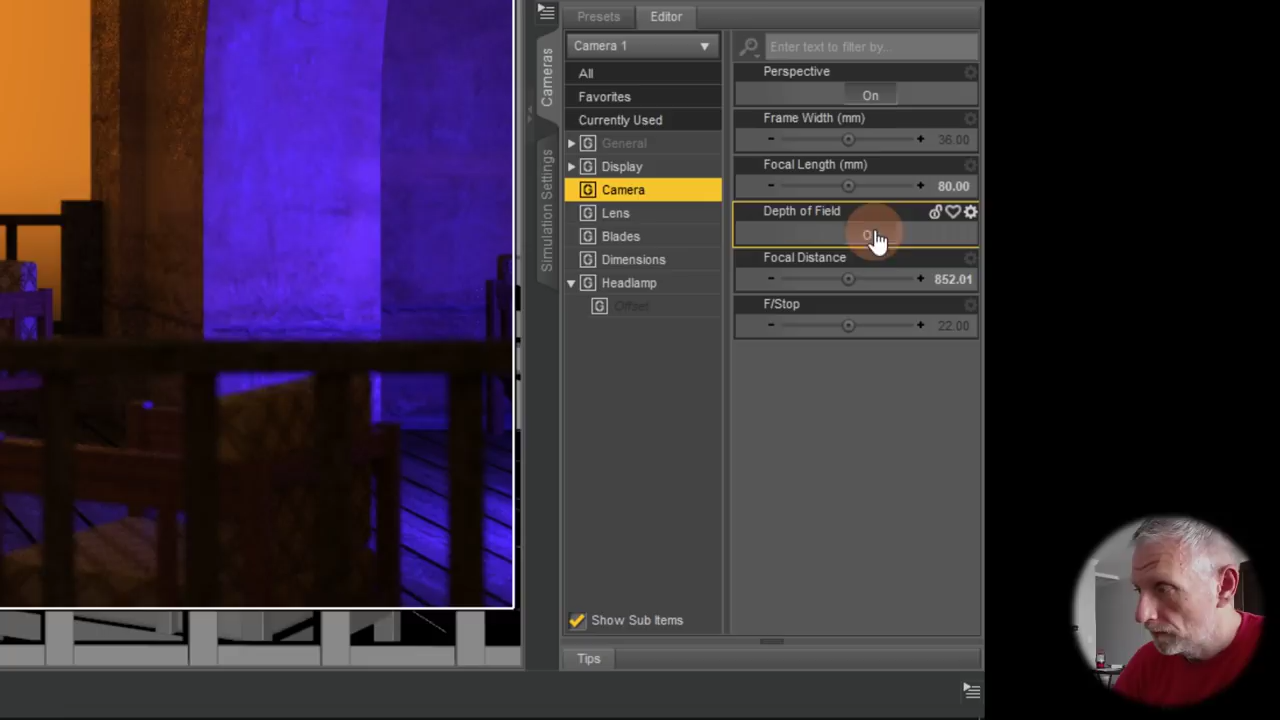 Presets
Editor
Camera 1
Enter text to filter by...
All
Favorites
Currently Used
G General
G Display
G Camera
G Lens
G Blades
G Dimensions
G Headlamp
G Offset
Show Sub Items
Perspective
On
Frame Width (mm)
- + 36.00
Focal Length (mm)
- + 80.00
Depth of Field
Focal Distance
- + 852.01
F/Stop
- + 22.00
Cameras
Simulation Settings
Tips